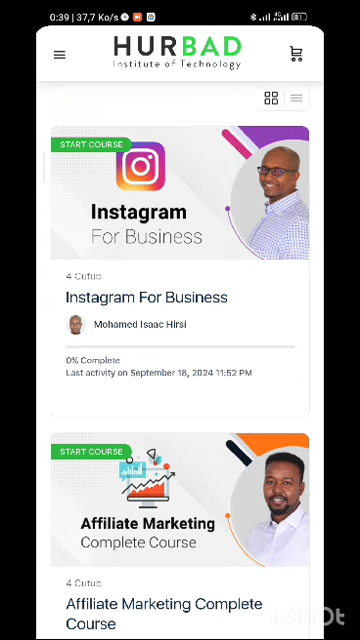 0:39 | 37,7 Ko/s
HURBAD
Institute of Technology
START COURSE
Instagram
For Business
4 Cutub
Instagram For Business
Mohamed Isaac Hirsi
0% Complete
Last activity on September 18, 2024 11:52 PM
START COURSE
Affiliate Marketing
Complete Course
4 Cutub
Affiliate Marketing Complete
Course